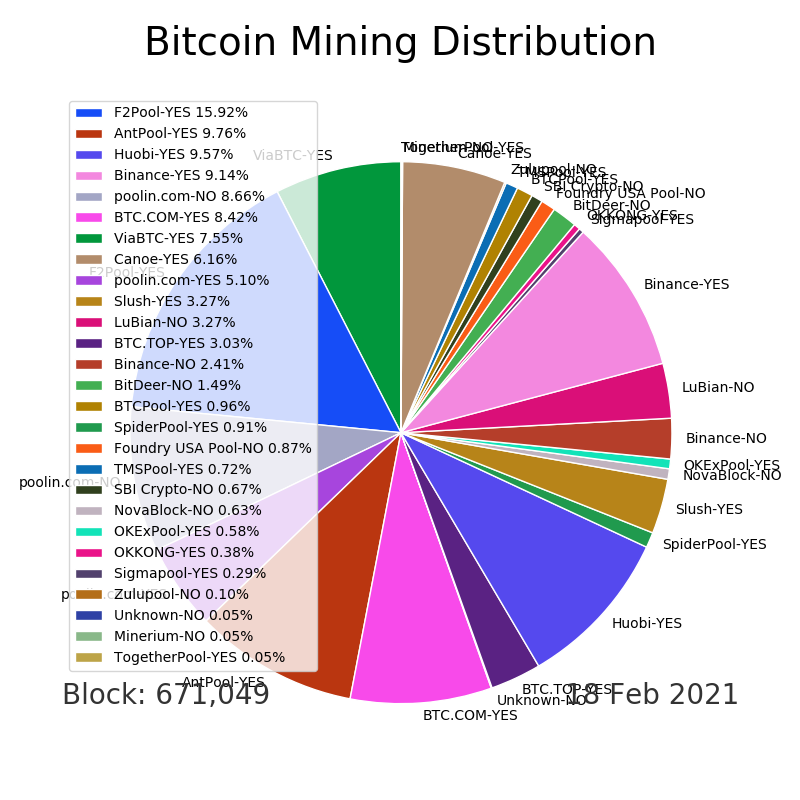 Bitcoin Mining Distribution
F2Pool-YES 15.92%
AntPool-YES 9.76%
Huobi-YES 9.57%
Binance-YES 9.14%
poolin.com-NO 8.66%
BTC.COM-YES 8.42%
ViaBTC-YES 7.55%
Canoe-YES 6.16%
poolin.com-YES 5.10%
Slush-YES 3.27%
LuBian-NO 3.27%
BTC.TOP-YES 3.03%
Binance-NO 2.41%
BitDeer-NO 1.49%
BTCPool-YES 0.96%
SpiderPool-YES 0.91%
Foundry USA Pool-NO 0.87%
TMSPool-YES 0.72%
SBI Crypto-NO 0.67%
NovaBlock-NO 0.63%
OKExPool-YES 0.58%
OKKONG-YES 0.38%
Sigmapool-YES 0.29%
Zulupool-NO 0.10%
Unknown-NO 0.05%
Minerium-NO 0.05%
TogetherPool-YES 0.05%
ViaBTC-YES
F2Pool-YES
poolin.com-NO
AntPool-YES
BTC.COM-YES
Unknown-NO
BTC.TOP-YES
Huobi-YES
SpiderPool-YES
Slush-YES
NovaBlock-NO
OKExPool-YES
Binance-NO
LuBian-NO
Binance-YES
Sigmapool-YES
OKKONG-YES
BitDeer-NO
Foundry USA Pool-NO
SBI Crypto-NO
BTCPool-YES
TMSPool-YES
Zulupool-NO
Canoe-YES
Block: 671,049
18 Feb 2021